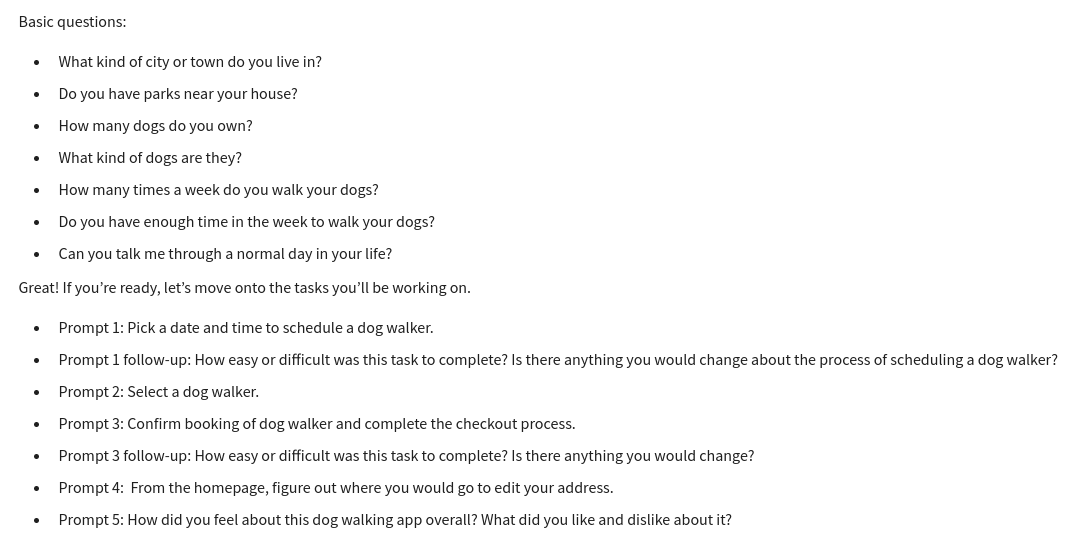 Basic questions:
• What kind of city or town do you live in?
• Do you have parks near your house?
• How many dogs do you own?
• What kind of dogs are they?
• How many times a week do you walk your dogs?
• Do you have enough time in the week to walk your dogs?
• Can you talk me through a normal day in your life?
Great! If you’re ready, let’s move onto the tasks you’ll be working on.
• Prompt 1: Pick a date and time to schedule a dog walker.
• Prompt 1 follow-up: How easy or difficult was this task to complete? Is there anything you would change about the process of scheduling a dog walker?
• Prompt 2: Select a dog walker.
• Prompt 3: Confirm booking of dog walker and complete the checkout process.
• Prompt 3 follow-up: How easy or difficult was this task to complete? Is there anything you would change?
• Prompt 4:  From the homepage, figure out where you would go to edit your address.
• Prompt 5: How did you feel about this dog walking app overall? What did you like and dislike about it?